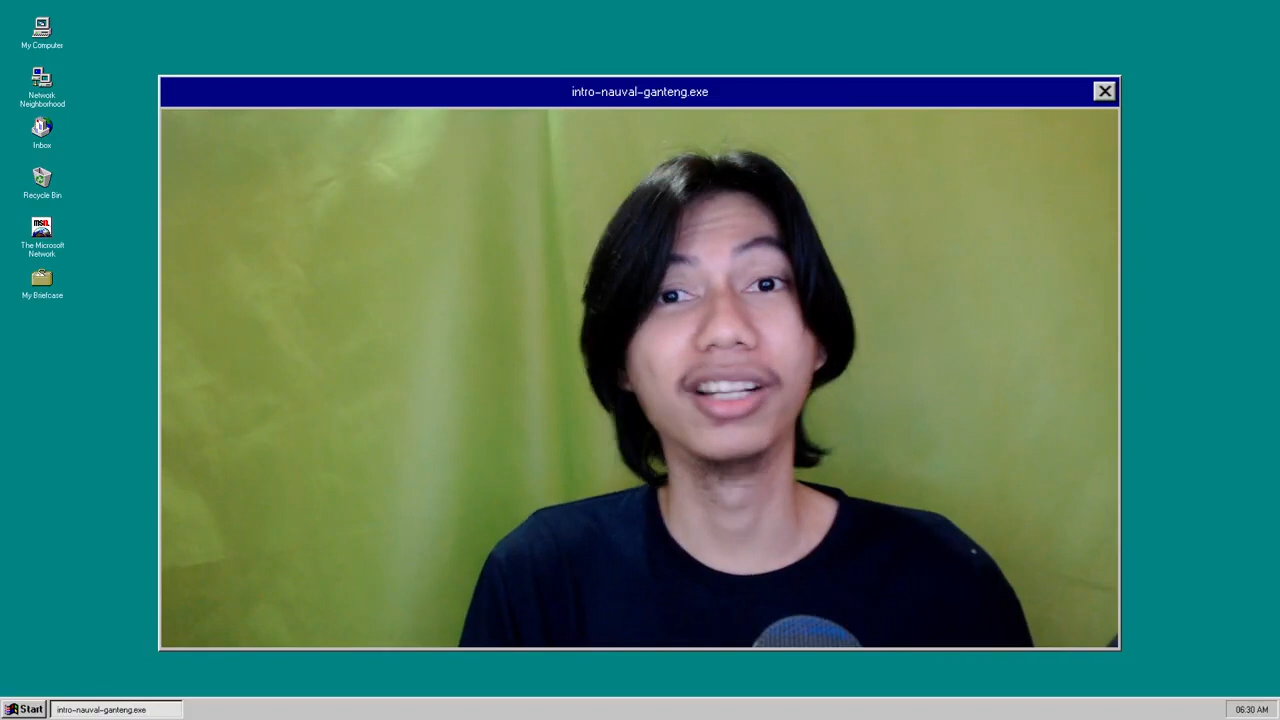 My Computer
Network
Neighborhood
Inbox
Recycle Bin
msn
The Microsoft
Network
My Briefcase
intro-nauval-ganteng.exe
Start
intro-nauval-ganteng.exe
06:30 AM